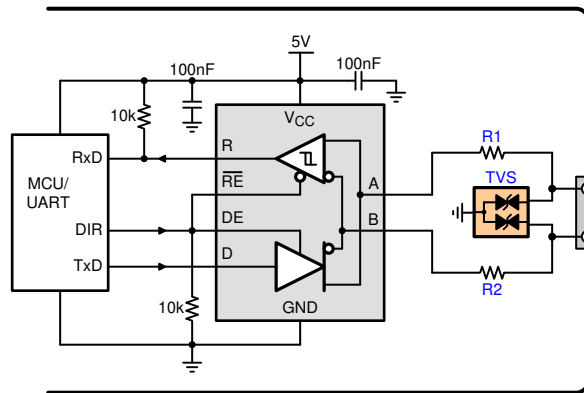 5V
100nF
100nF
10k
VCC
R1
RxD
R
TVS
MCU/
UART
RE
A
DIR
DE
B
TxD
D
R2
10k
GND